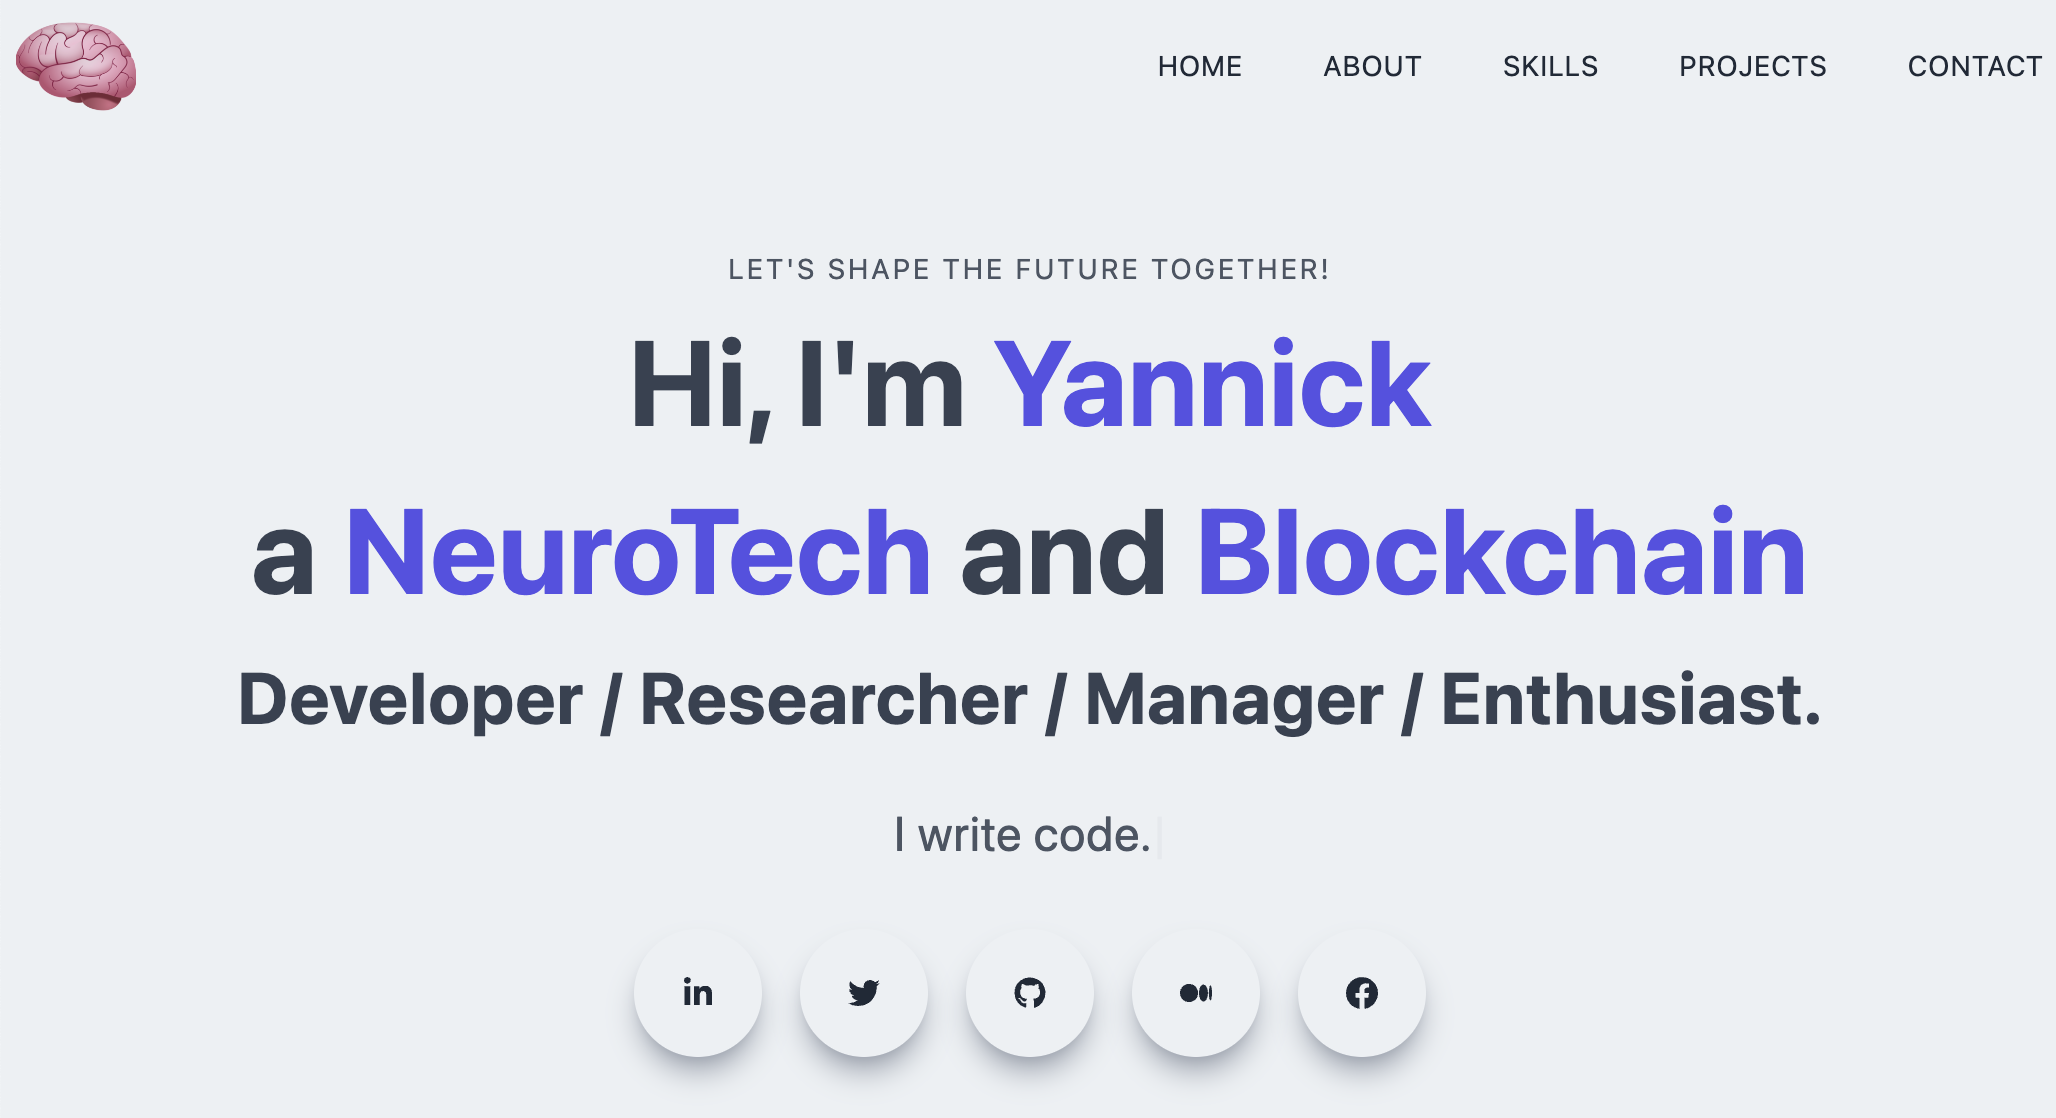 HOME ABOUT SKILLS PROJECTS CONTACT
LET'S SHAPE THE FUTURE TOGETHER!
Hi, I'm Yannick
a NeuroTech and Blockchain
Developer / Researcher / Manager / Enthusiast.
I write code.
in